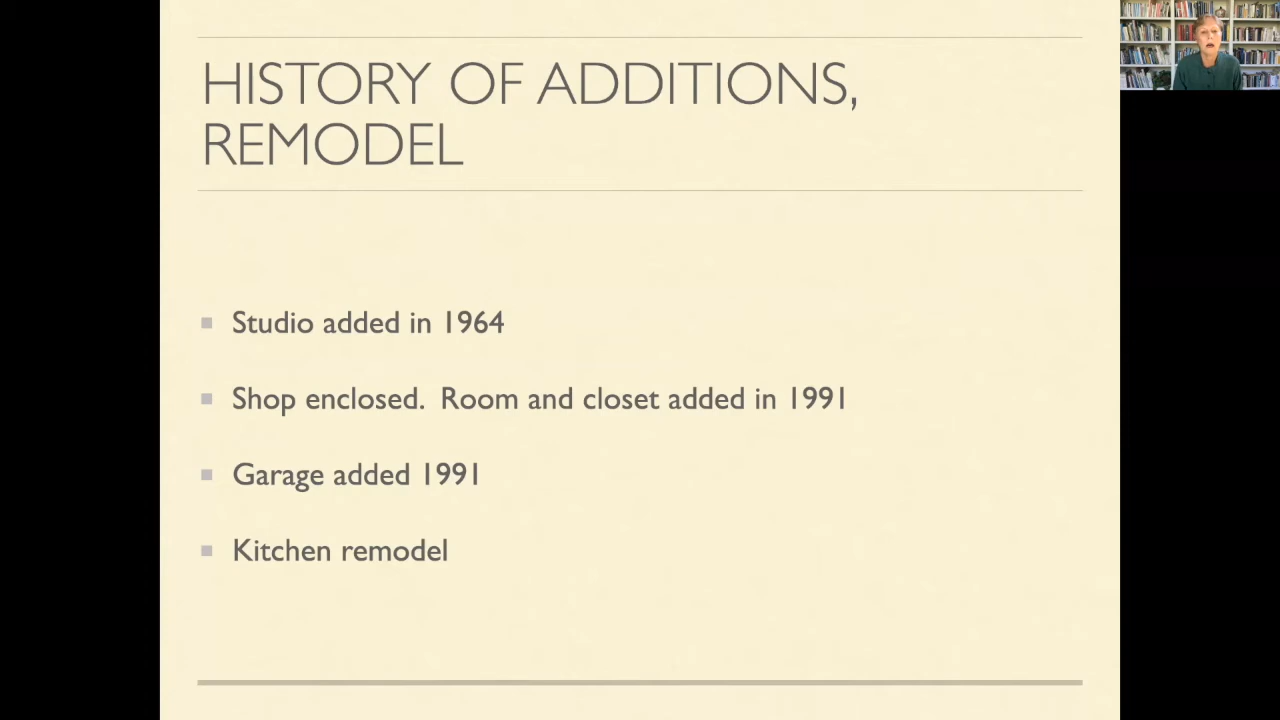 HISTORY OF ADDITIONS,
REMODEL
Studio added in 1964
Shop enclosed.  Room and closet added in 1991
Garage added 1991
Kitchen remodel